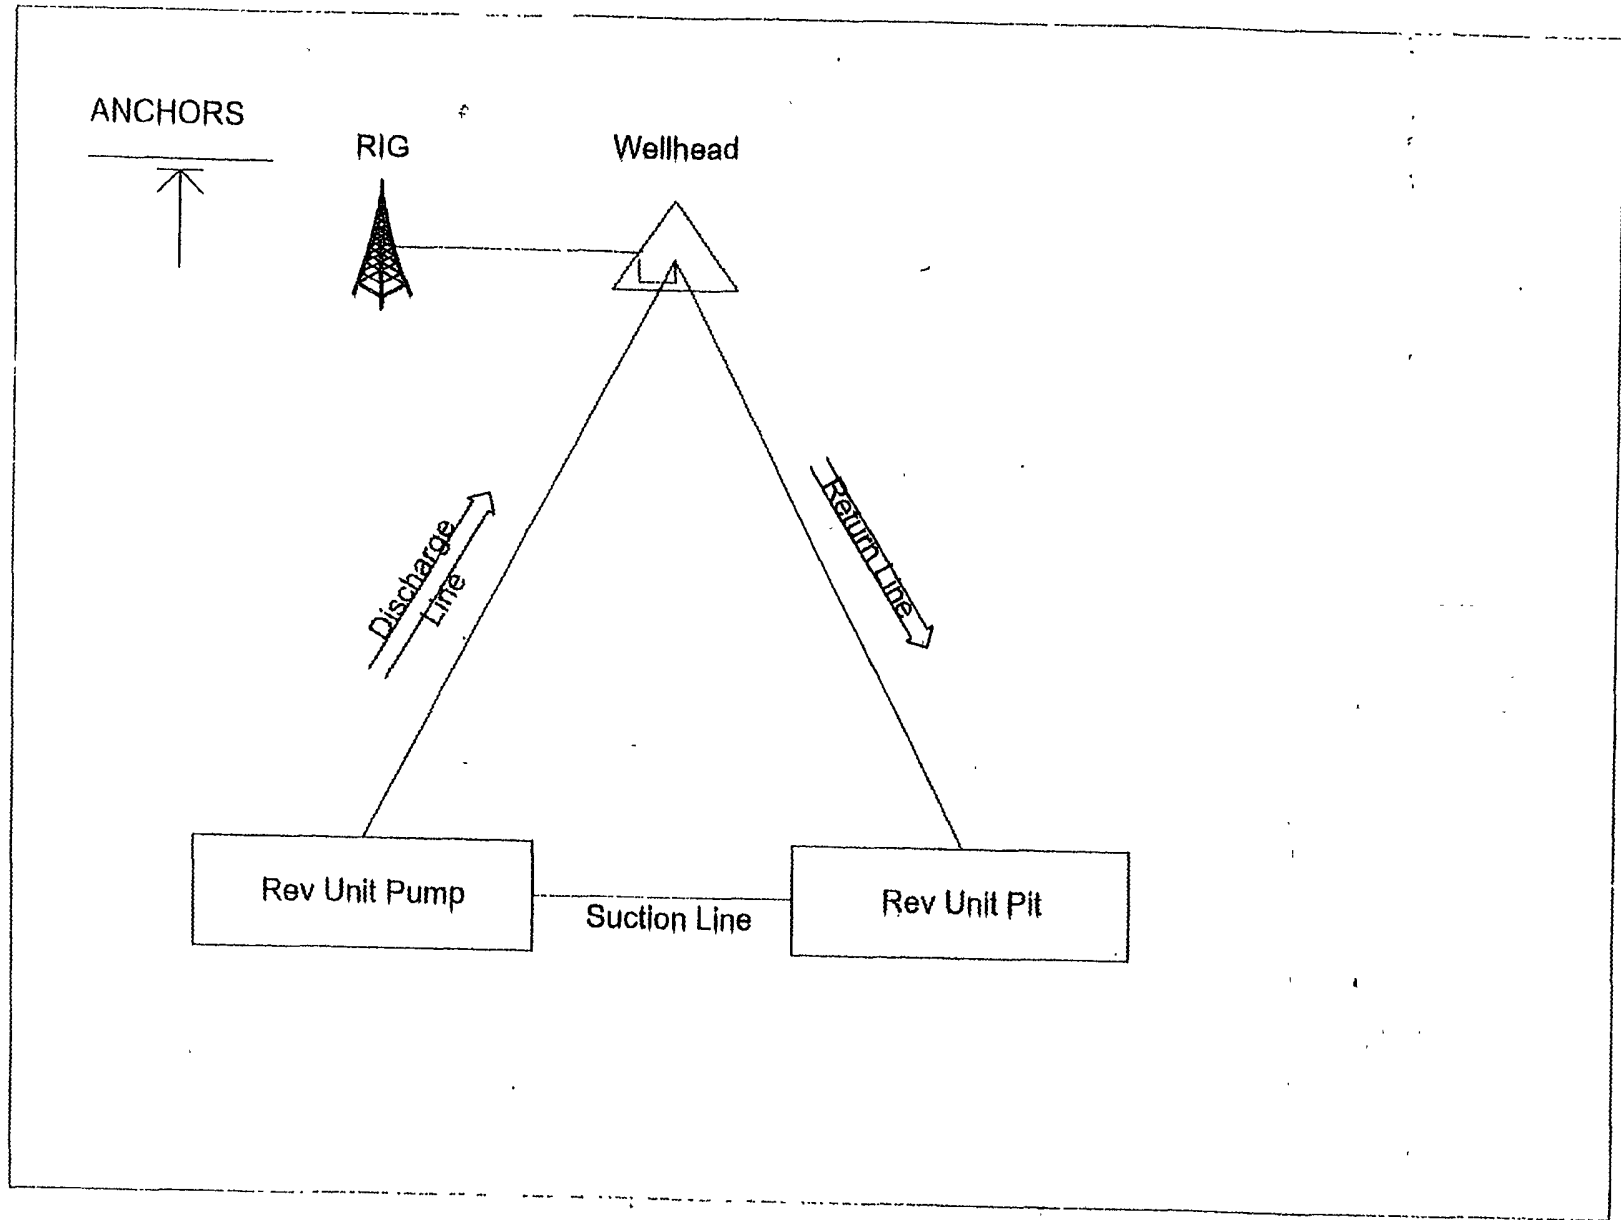 ANCHORS
RIG
Wellhead
Discharge
Line
Return Line
Rev Unit Pump
Suction Line
Rev Unit Pit